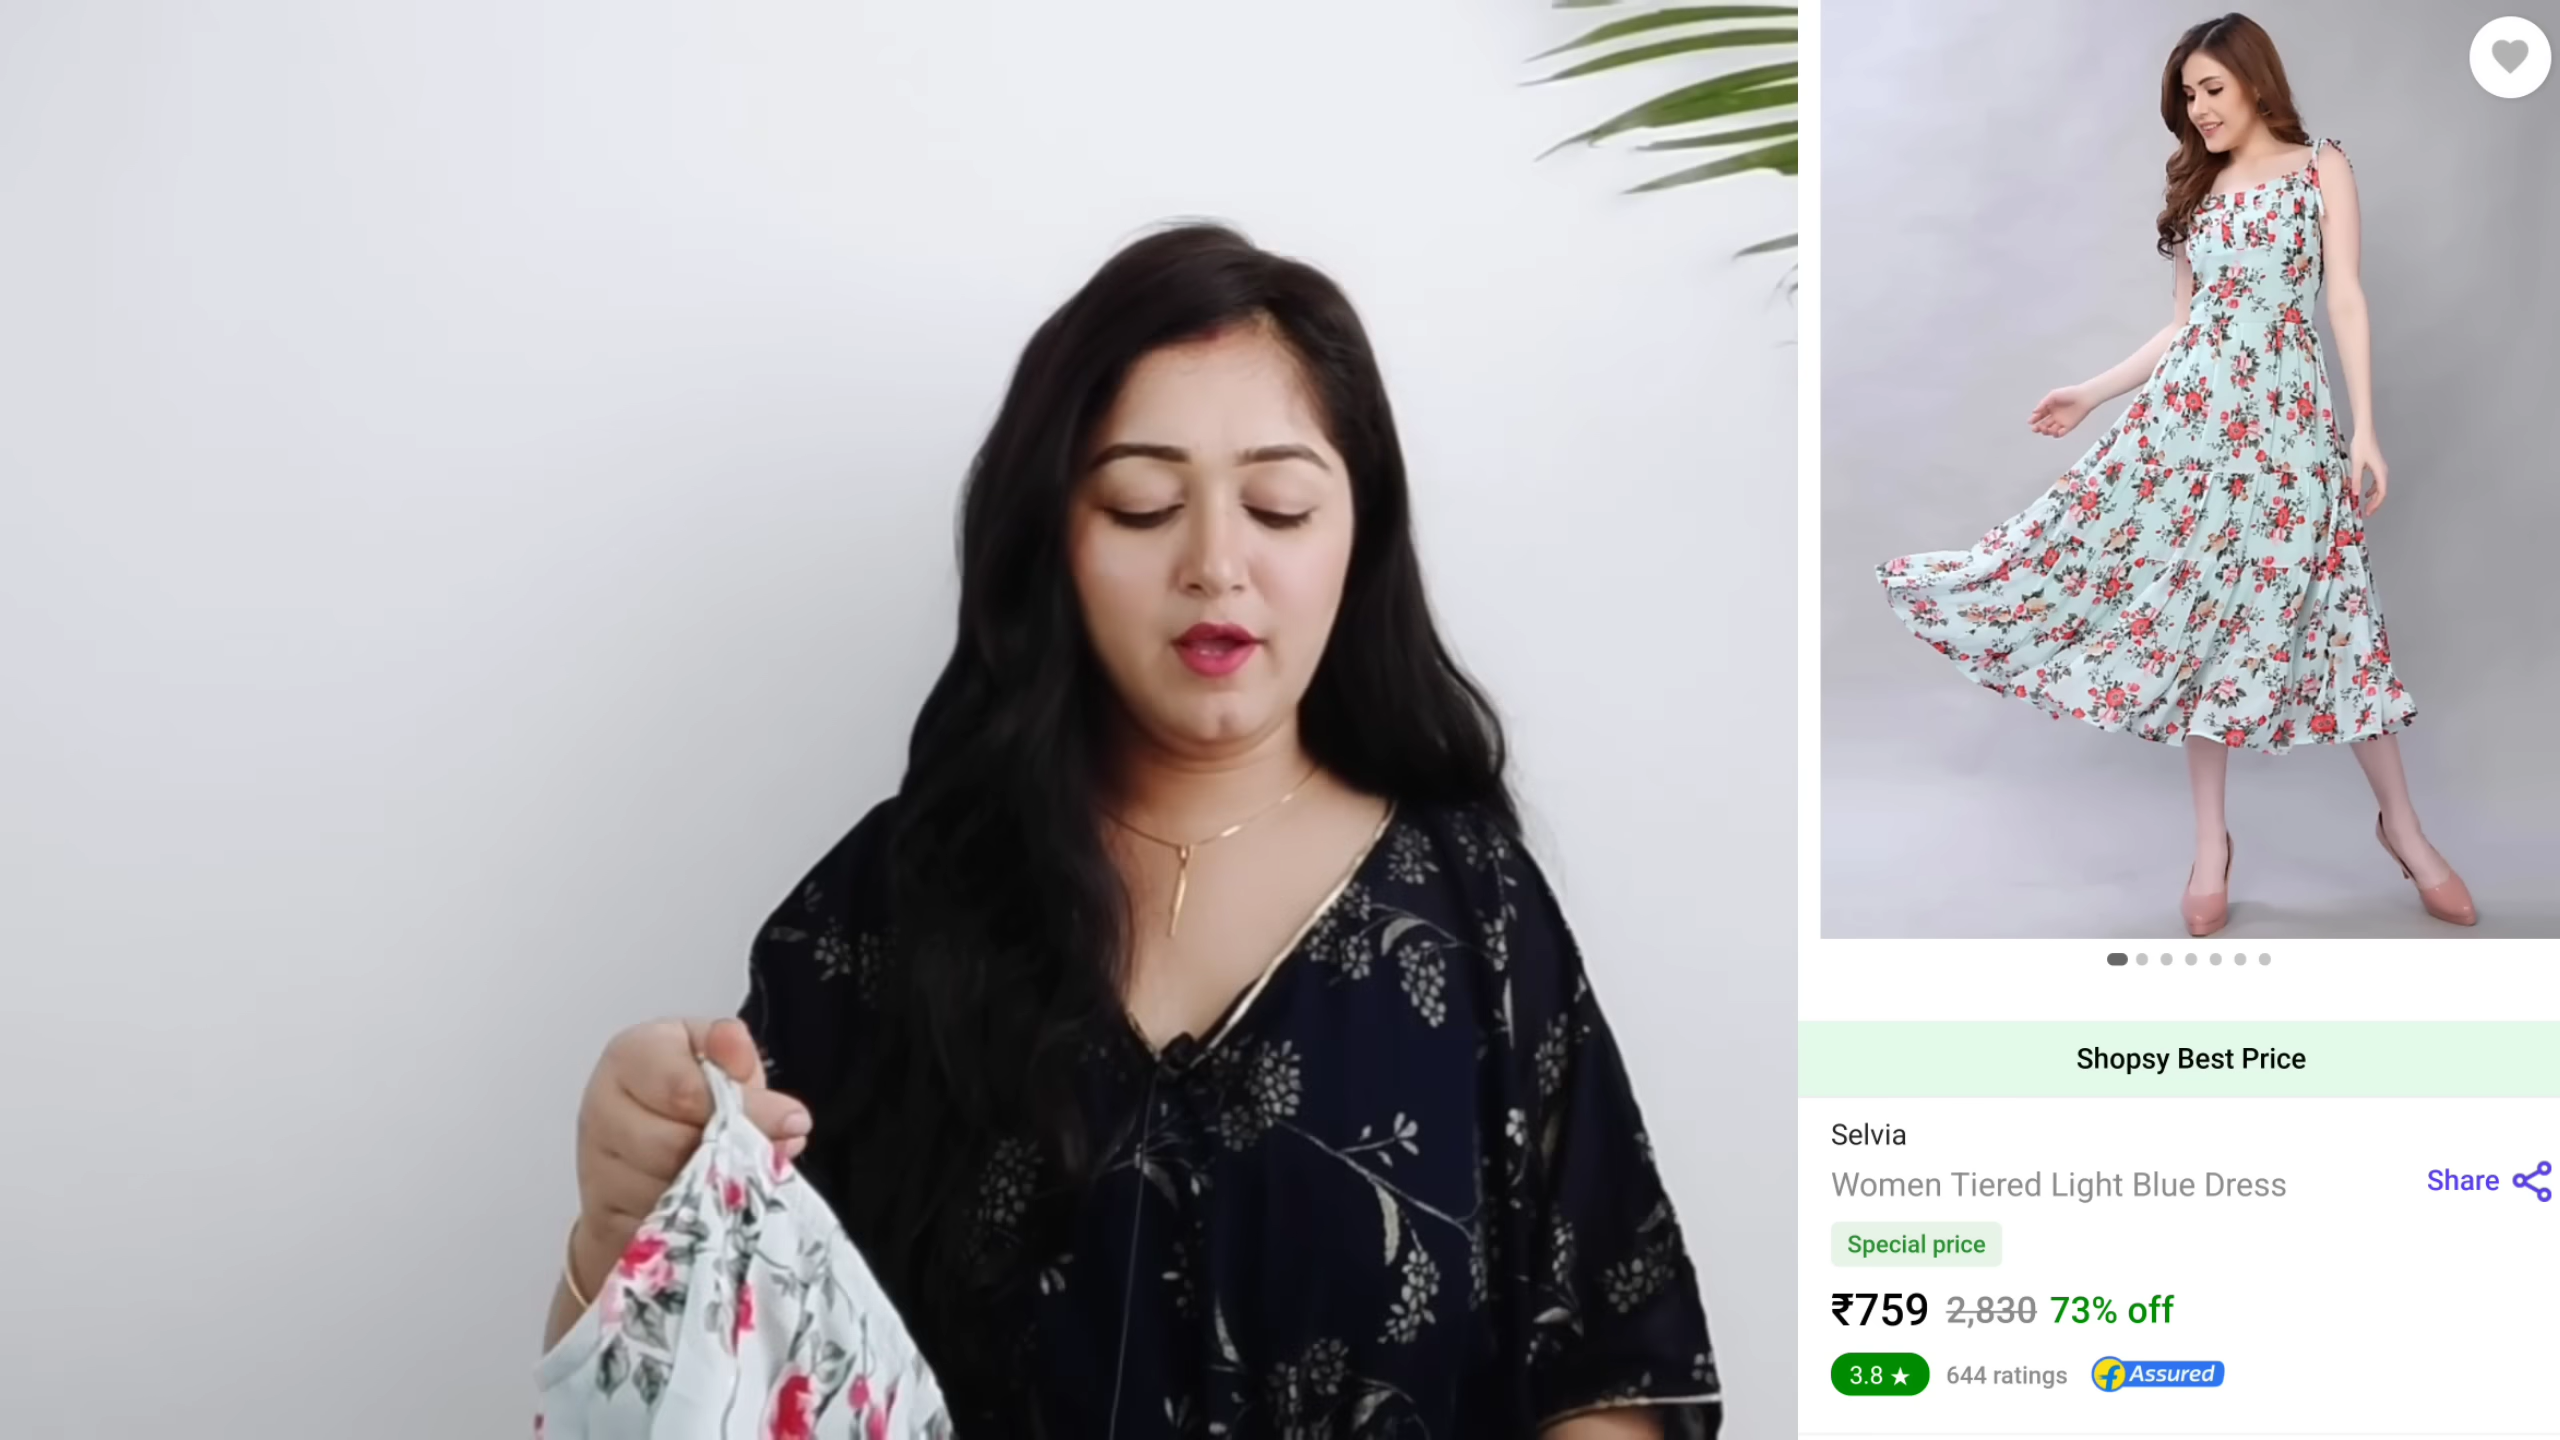 Shopsy Best Price
Selvia
Women Tiered Light Blue Dress
Share
Special price
₹759 2,830 73% off
3.8 ★ 644 ratings f Assured